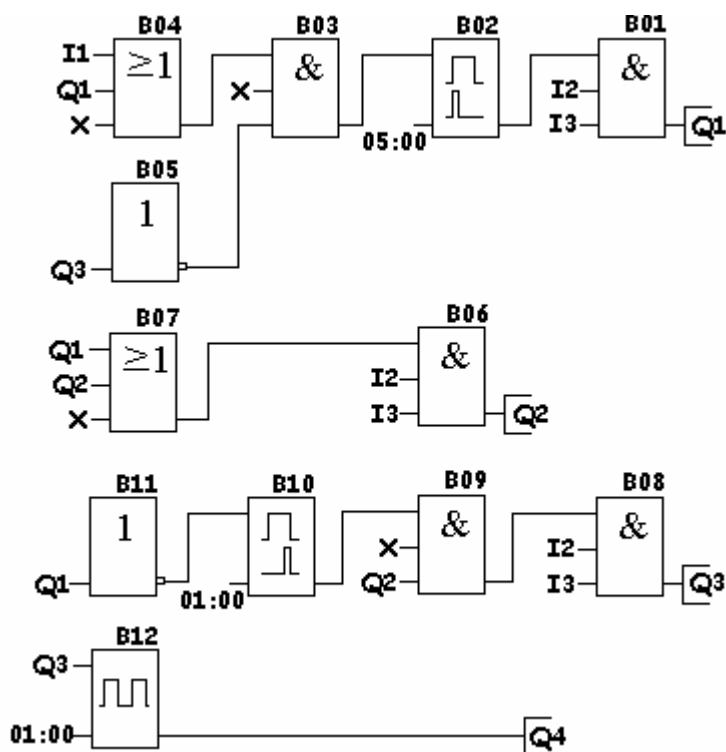 B04 B03 B02 B01
I1 ≥1 & &
Q1 X I2
X 05:00 I3 Q1
B05
1
Q3
B07 B06
Q1 ≥1 &
Q2 I2
X I3 Q2
B11 B10 B09 B08
1 & &
X I2
Q1 01:00 Q2 I3 Q3
B12
Q3
01:00 Q4